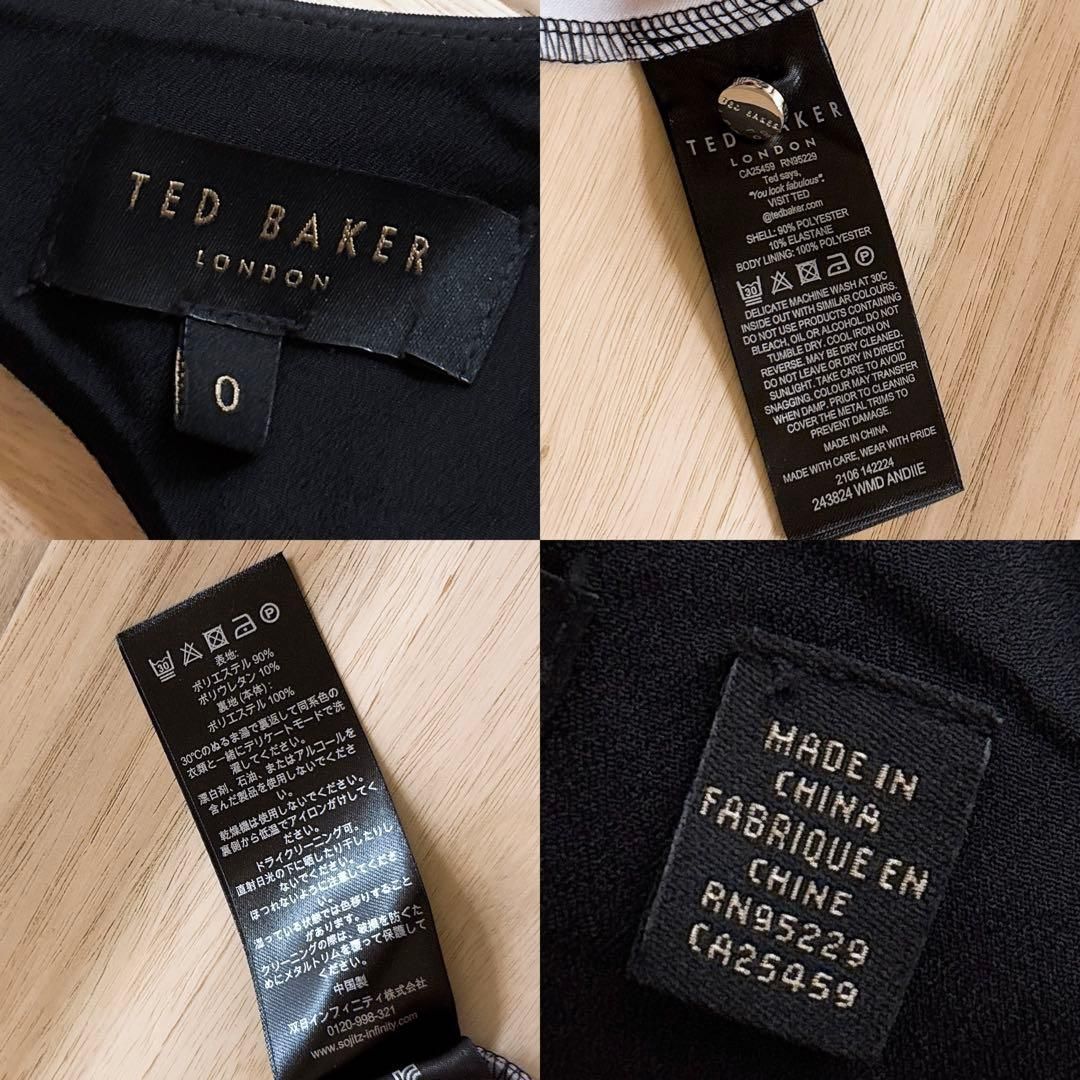 TED BAKER
LONDON
0
TED BAKER
LONDON
CA25459 RN95229
Ted says,
"You look fabulous".
VISIT TED
@tedbaker.com
SHELL: 90% POLYESTER
10% ELASTANE
BODY LINING: 100% POLYESTER
30
P
DELICATE MACHINE WASH AT 30C
INSIDE OUT WITH SIMILAR COLOURS.
DO NOT USE PRODUCTS CONTAINING
BLEACH, OIL OR ALCOHOL. DO NOT
TUMBLE DRY. COOL IRON ON
REVERSE. MAY BE DRY CLEANED.
DO NOT LEAVE OR DRY IN DIRECT
SUNLIGHT. TAKE CARE TO AVOID
SNAGGING. COLOUR MAY TRANSFER
WHEN DAMP. PRIOR TO CLEANING
COVER THE METAL TRIMS TO
PREVENT DAMAGE.
MADE IN CHINA
MADE WITH CARE, WEAR WITH PRIDE
2106 142224
243824 WMD ANDIIE
30
P
表地:
ポリエステル 90%
ポリウレタン 10%
裏地 (本体):
ポリエステル 100%
30℃のぬるま湯で裏返して同系色の
衣類と一緒にデリケートモードで洗
濯してください。
漂白剤、石油、またはアルコールを
含んだ製品を使用しないでくださ
い。
乾燥機は使用しないでください。
裏側から低温でアイロンがけしてく
ださい。
ドライクリーニング可。
直射日光の下に晒したり干したりし
ないでください。
ほつれないように注意してくださ
い。
湿っている状態では色移りすること
があります。
クリーニングの際は、破損を防ぐた
めにメタルトリムを覆って保護して
ください。
中国製
双日インフィニティ株式会社
0120-998-321
www.sojitz-infinity.com
MADE IN
CHINA
FABRIQUE EN
CHINE
RN95229
CA25459